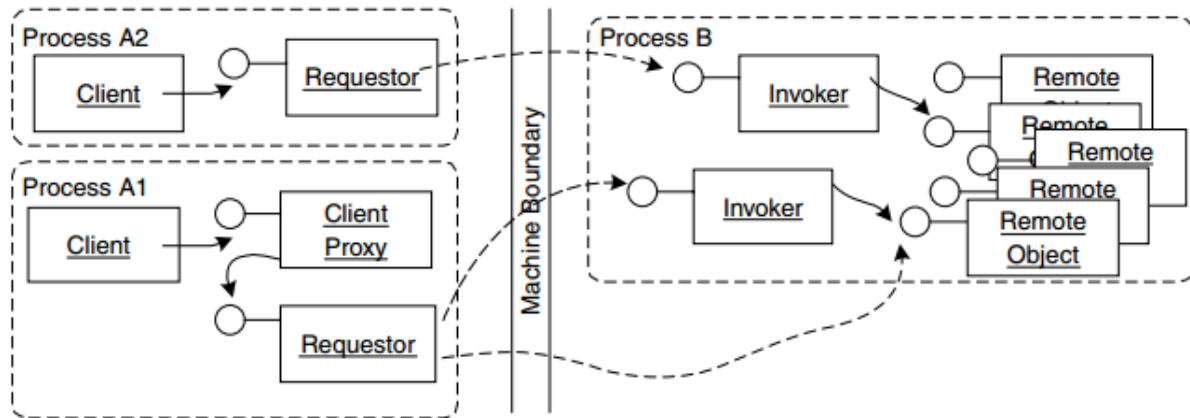 Process A2
Client
Requestor
Process A1
Client
Client
Proxy
Requestor
Machine Boundary
Process B
Invoker
Remote
Invoker
Remote
Remote
Remote
Remote
Object